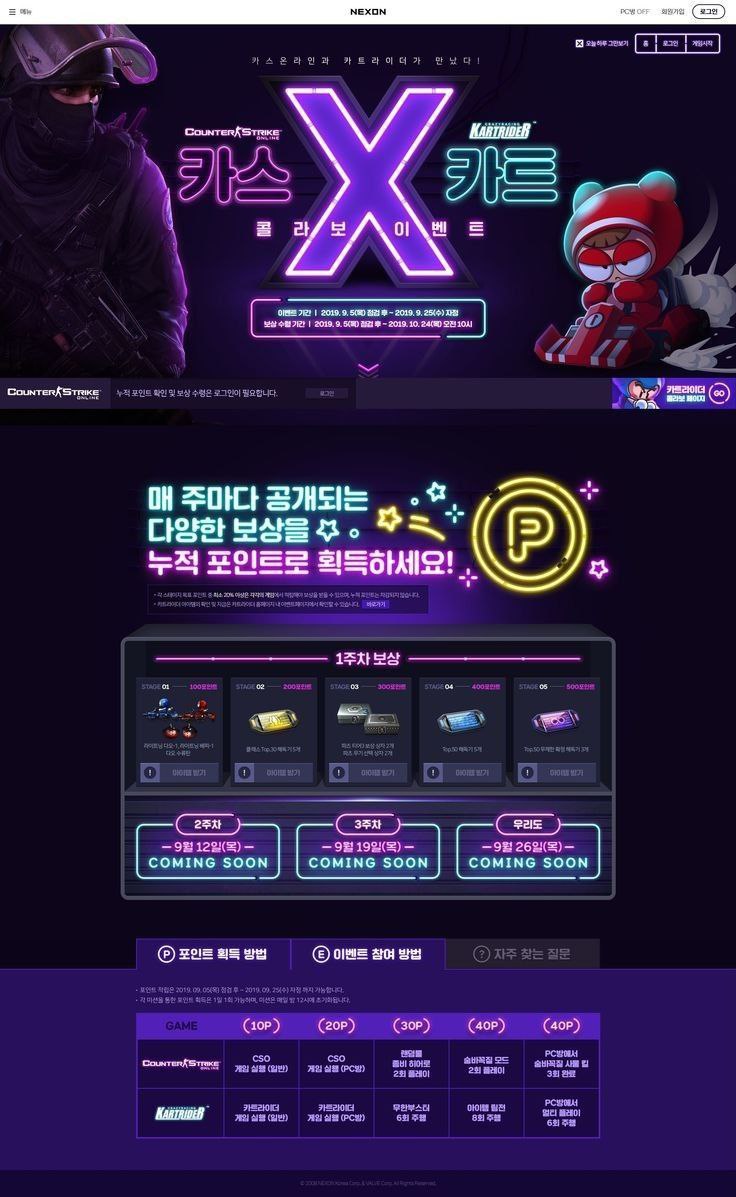 메뉴
NEXON
PC방 OFF 회원가입 로그인
오늘 하루 그만보기
홈 로그인 게임시작
카스온라인과 카트라이더가 만났다!
COUNTER STRIKE ONLINE
CRAZYRACING KARTRIDER
카스 X 카트
콜라보 이벤트
이벤트 기간 | 2019. 9. 5(목) 점검 후 ~ 2019. 9. 25(수) 자정
보상 수령 기간 | 2019. 9. 5(목) 점검 후 ~ 2019. 10. 24(목) 오전 10시
COUNTER STRIKE ONLINE
누적 포인트 확인 및 보상 수령은 로그인이 필요합니다.
로그인
카트라이더
콜라보 페이지
GO
매 주마다 공개되는
다양한 보상을
누적 포인트로 획득하세요!
P
· 각 스테이지 목표 포인트 중 최소 20% 이상은 각각의 게임에서 적립해야 보상을 받을 수 있으며, 누적 포인트는 차감되지 않습니다.
· 카트라이더 아이템의 확인 및 지급은 카트라이더 홈페이지 내 이벤트페이지에서 확인할 수 있습니다. 바로가기
1주차 보상
STAGE 01 100포인트
라이트닝 다오-1, 라이트닝 배찌-1
다오 수류탄
! 아이템 받기
STAGE 02 200포인트
클래스 Top.30 해독기 5개
! 아이템 받기
STAGE 03 300포인트
파츠 티어3 보상 상자 2개
파츠 무기 선택 상자 2개
! 아이템 받기
STAGE 04 400포인트
Top.50 해독기 5개
! 아이템 받기
STAGE 05 500포인트
Top.50 무제한 확정 해독기 3개
! 아이템 받기
2주차
9월 12일(목)
COMING SOON
3주차
9월 19일(목)
COMING SOON
우리도
9월 26일(목)
COMING SOON
P 포인트 획득 방법
E 이벤트 참여 방법
? 자주 찾는 질문
· 포인트 적립은 2019. 09. 05(목) 점검 후 ~ 2019. 09. 25(수) 자정 까지 가능합니다.
· 각 미션을 통한 포인트 획득은 1일 1회 가능하며, 미션은 매일 밤 12시에 초기화됩니다.
GAME (10P) (20P) (30P) (40P) (40P)
COUNTER STRIKE ONLINE
CSO
게임 실행 (일반)
CSO
게임 실행 (PC방)
랜덤룰
좀비 히어로
2회 플레이
숨바꼭질 모드
2회 플레이
PC방에서
숨바꼭질 사물 킬
3회 완료
KARTRIDER
카트라이더
게임 실행 (일반)
카트라이더
게임 실행 (PC방)
무한부스터
6회 주행
아이템 팀전
8회 주행
PC방에서
멀티 플레이
6회 주행
© 2008 NEXON Korea Corp. & VALVE Corp. All Rights Reserved.